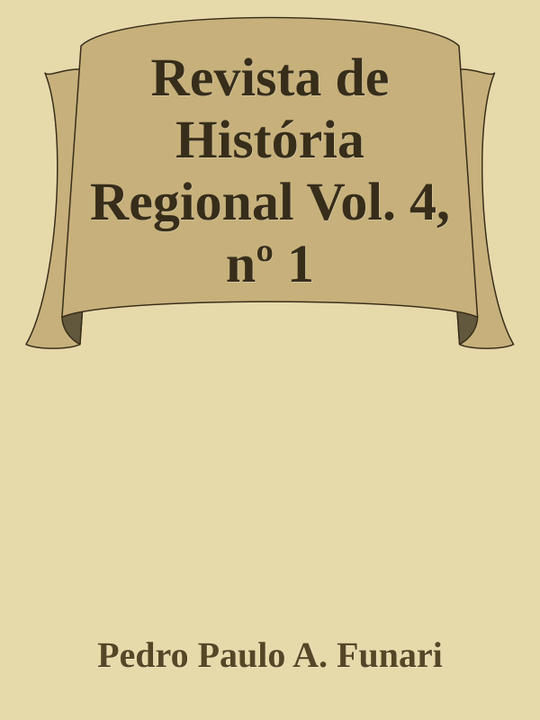 Revista de
História
Regional Vol. 4,
nº 1
Pedro Paulo A. Funari